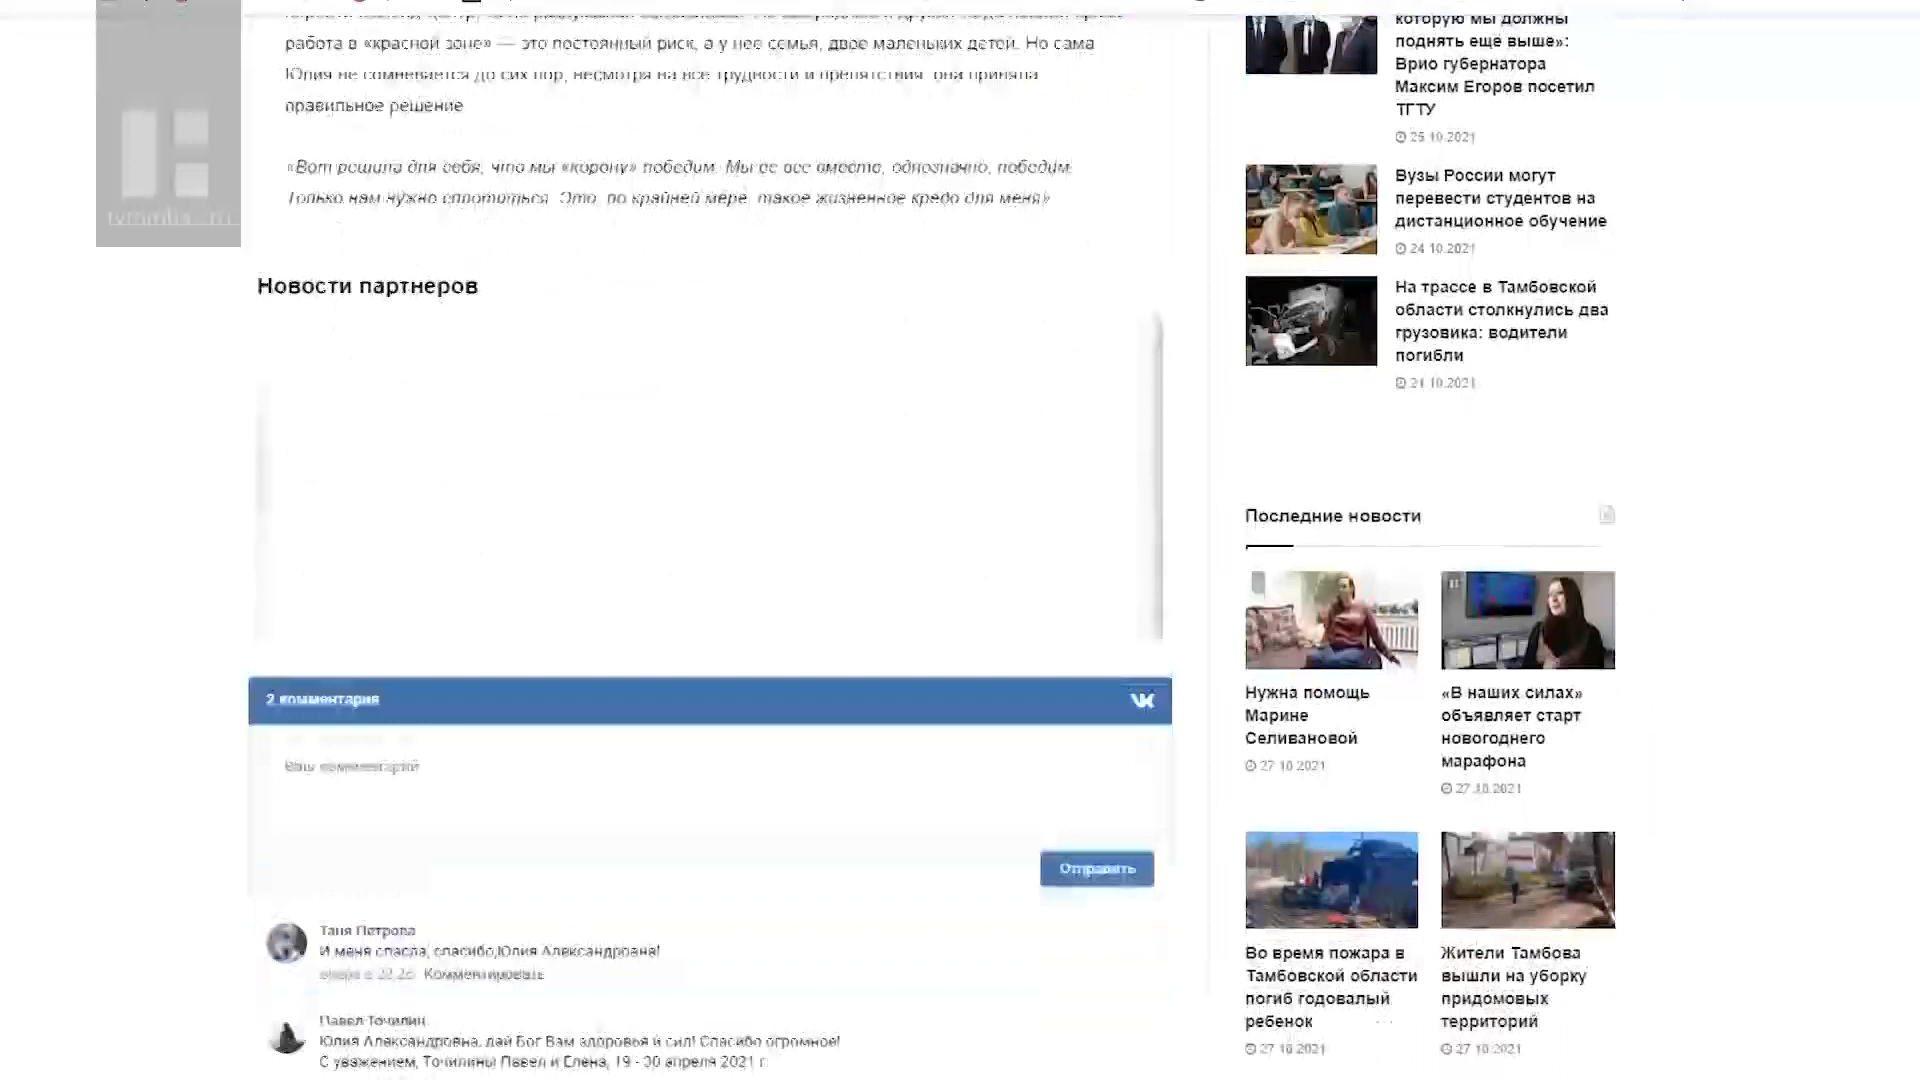 работа в «красной зоне» — это постоянный риск, а у нее семья, двое маленьких детей. Но сама
Юлия не сомневается до сих пор, несмотря на все трудности и препятствия, она приняла
правильное решение
«Вот решила для себя, что мы «корону» победим. Мы ее все вместе, однозначно, победим.
Только нам нужно сплотиться. Это, по крайней мере, такое жизненное кредо для меня»
Новости партнеров
2 комментария
Ваш комментарий
Отправить
Таня Петрова
И меня спасла, спасибо,Юлия Александровна!
Комментировать
Павел Точилин
Юлия Александровна, дай Бог Вам здоровья и сил! Спасибо огромное!
С уважением, Точилины Павел и Елена, 19 - 30 апреля 2021 г
которую мы должны
поднять еще выше»:
Врио губернатора
Максим Егоров посетил
ТГТУ
25.10.2021
Вузы России могут
перевести студентов на
дистанционное обучение
24.10.2021
На трассе в Тамбовской
области столкнулись два
грузовика: водители
погибли
21.10.2021
Последние новости
Нужна помощь
Марине
Селивановой
27.10.2021
«В наших силах»
объявляет старт
новогоднего
марафона
27.10.2021
Во время пожара в
Тамбовской области
погиб годовалый
ребенок
27.10.2021
Жители Тамбова
вышли на уборку
придомовых
территорий
27.10.2021